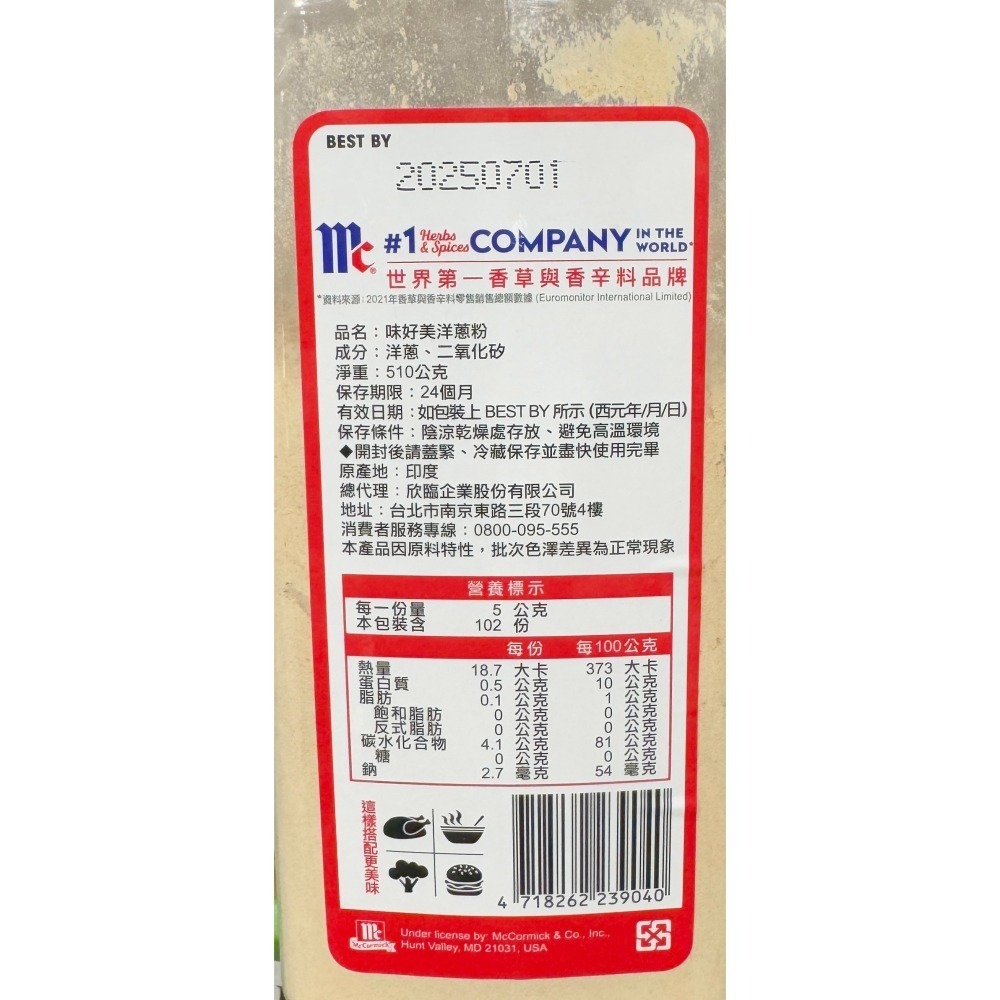 BEST BY
20250701
Mc® #1 Herbs & Spices COMPANY IN THE WORLD*
世界第一香草與香辛料品牌
*資料來源：2021年香草與香辛料零售銷售總額數據 (Euromonitor International Limited)
品名：味好美洋蔥粉
成分：洋蔥、二氧化矽
淨重：510公克
保存期限：24個月
有效日期：如包裝上 BEST BY 所示 (西元年/月/日)
保存條件：陰涼乾燥處存放、避免高溫環境
◆開封後請蓋緊、冷藏保存並盡快使用完畢
原產地：印度
總代理：欣臨企業股份有限公司
地址：台北市南京東路三段70號4樓
消費者服務專線：0800-095-555
本產品因原料特性，批次色澤差異為正常現象
營養標示
每一份量 5 公克
本包裝含 102 份
每份 每100公克
熱量 18.7 大卡 373 大卡
蛋白質 0.5 公克 10 公克
脂肪 0.1 公克 1 公克
飽和脂肪 0 公克 0 公克
反式脂肪 0 公克 0 公克
碳水化合物 4.1 公克 81 公克
糖 0 公克 0 公克
鈉 2.7 毫克 54 毫克
這樣搭配更美味
4 718262 239040
Mc McCormick
Under license by: McCormick & Co., Inc.,
Hunt Valley, MD 21031, USA